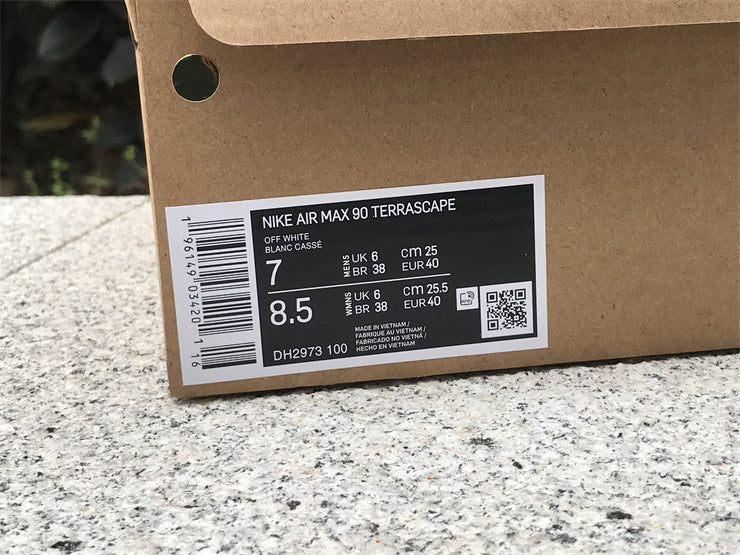 NIKE AIR MAX 90 TERRASCAPE
OFF WHITE
BLANC CASSÉ
7 MENS UK 6 cm 25
BR 38 EUR 40
8.5 WMNS UK 6 cm 25.5
BR 38 EUR 40
MADE IN VIETNAM /
FABRIQUE AU VIETNAM /
FABRICADO NO VIETNÃ /
HECHO EN VIETNAM
DH2973 100
1 96149 03420 1 16